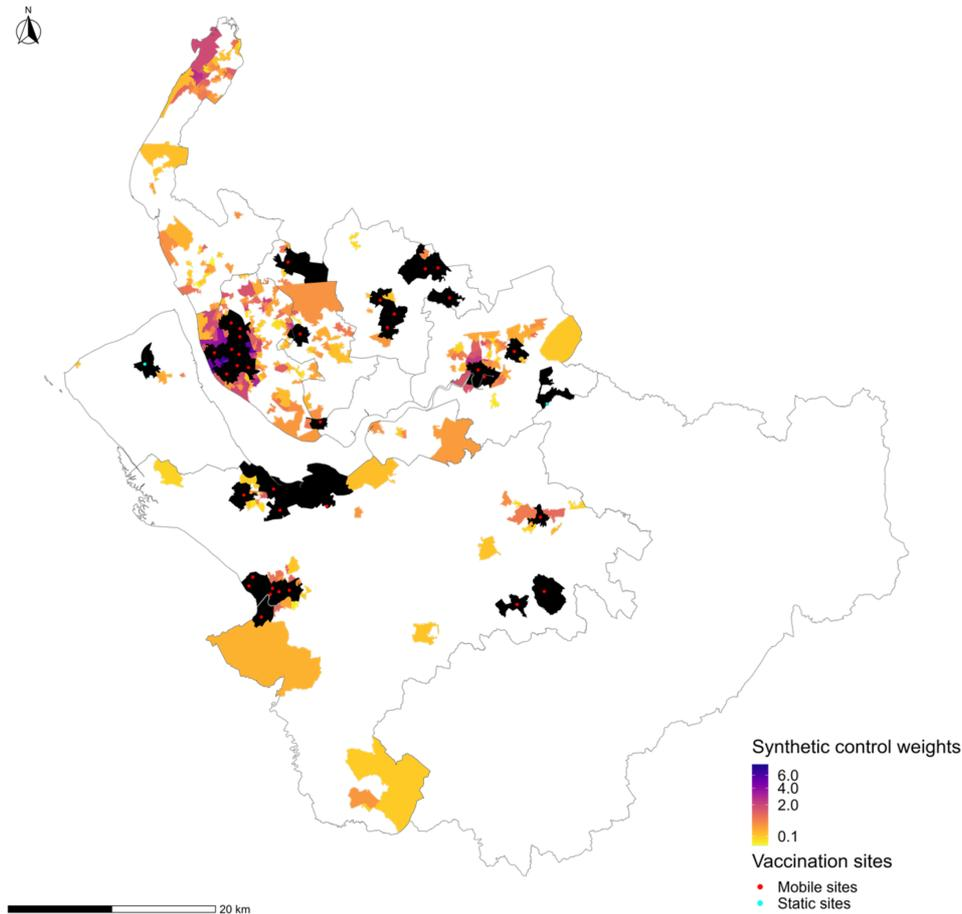 N
Synthetic control weights
6.0
4.0
2.0
0.1
Vaccination sites
Mobile sites
Static sites
20 km